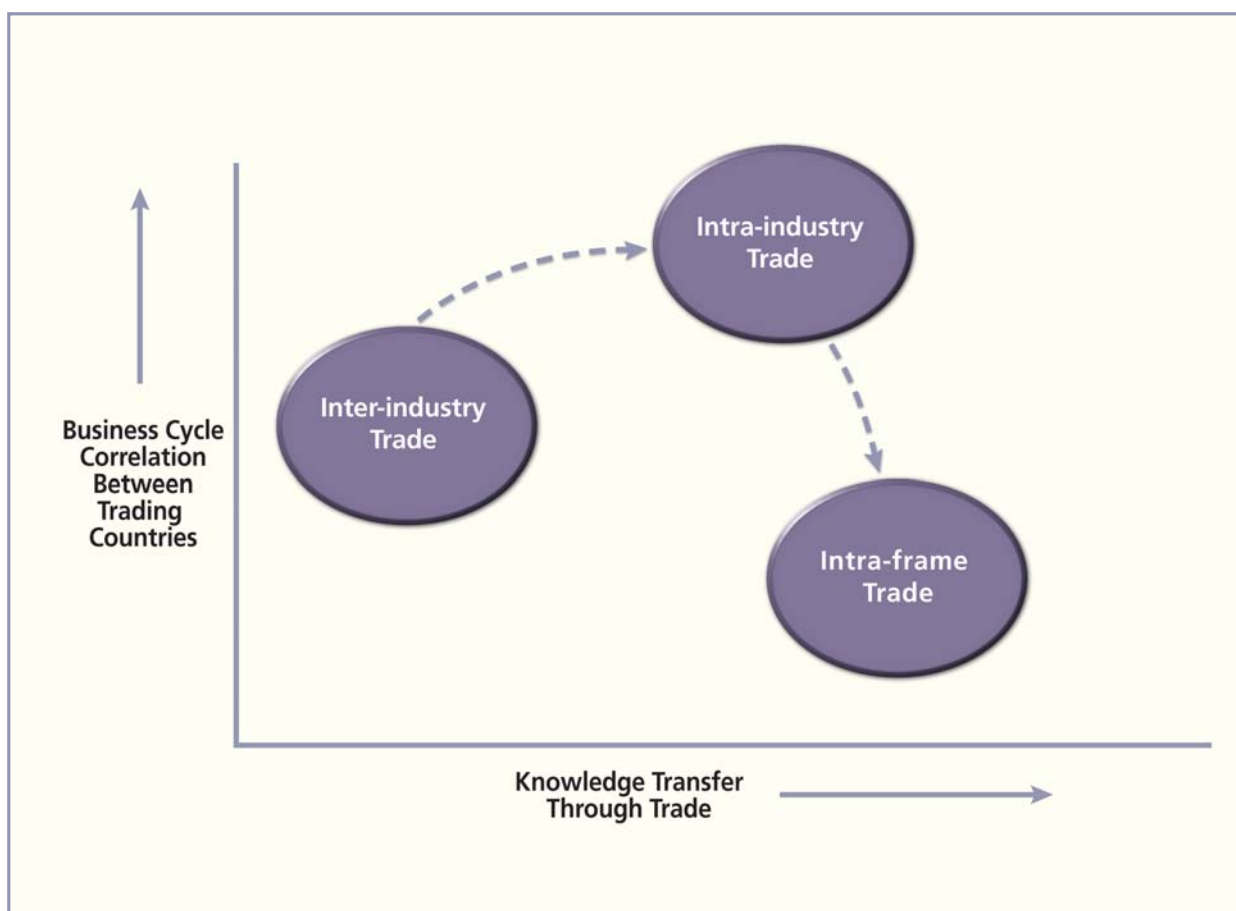 Intra-industry
Trade
Inter-industry
Trade
Business Cycle
Correlation
Between
Trading
Countries
Intra-frame
Trade
Knowledge Transfer
Through Trade